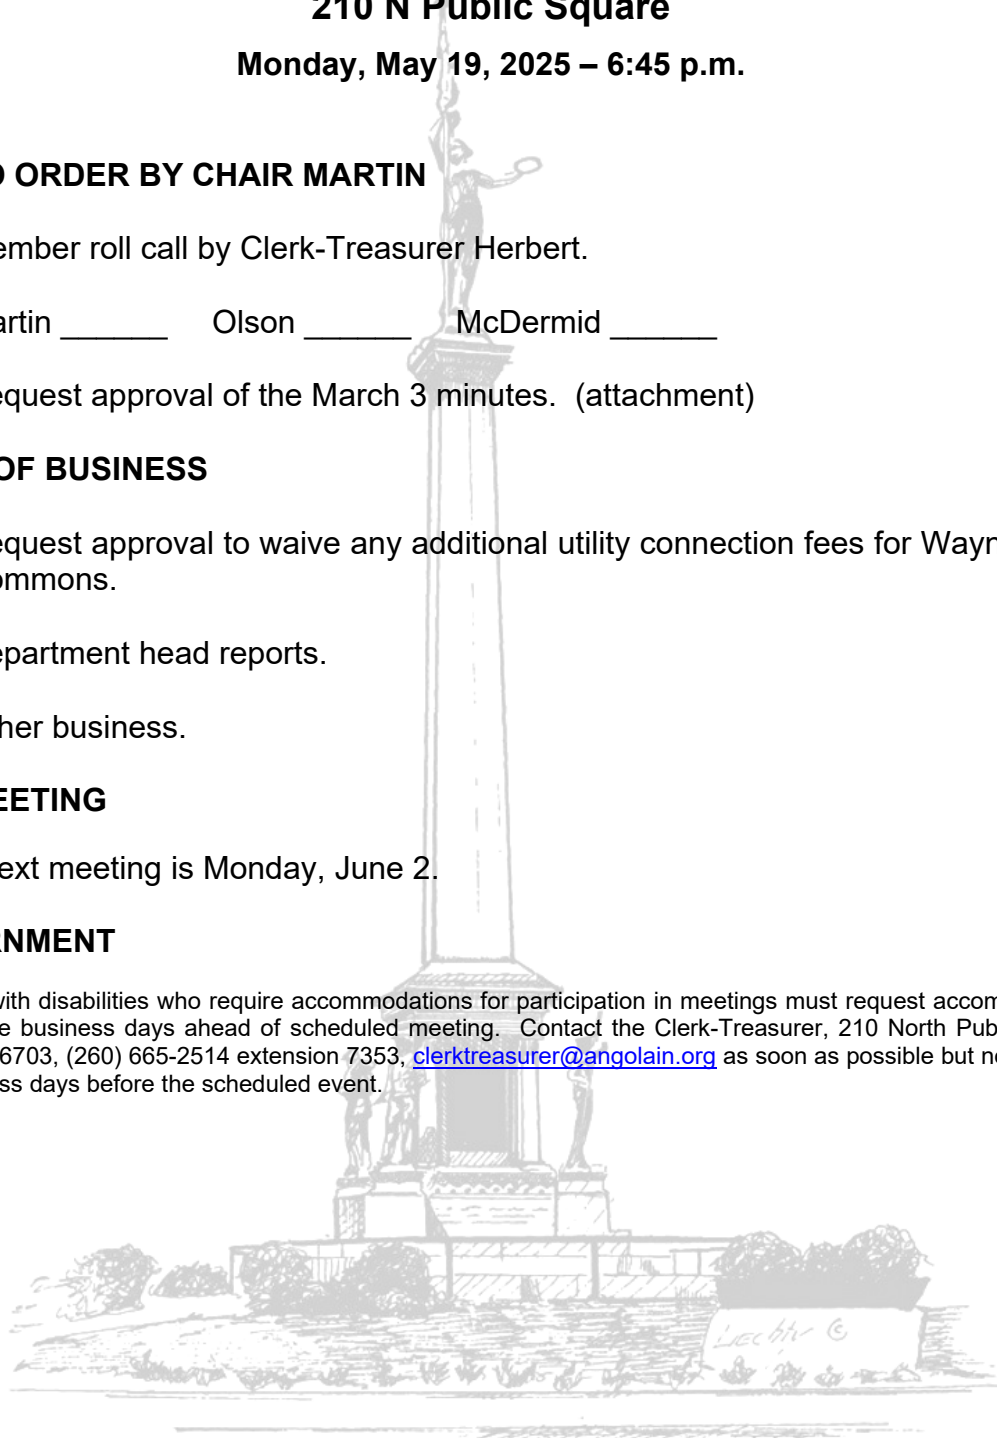 210 N Public Square
Monday, May 19, 2025 – 6:45 p.m.
O ORDER BY CHAIR MARTIN
ember roll call by Clerk-Treasurer Herbert.
artin ______ Olson ______ McDermid ______
equest approval of the March 3 minutes. (attachment)
OF BUSINESS
equest approval to waive any additional utility connection fees for Wayn
ommons.
epartment head reports.
her business.
EETING
ext meeting is Monday, June 2.
RNMENT
with disabilities who require accommodations for participation in meetings must request accom
e business days ahead of scheduled meeting. Contact the Clerk-Treasurer, 210 North Pub
6703, (260) 665-2514 extension 7353, clerktreasurer@angolain.org as soon as possible but no
ss days before the scheduled event.